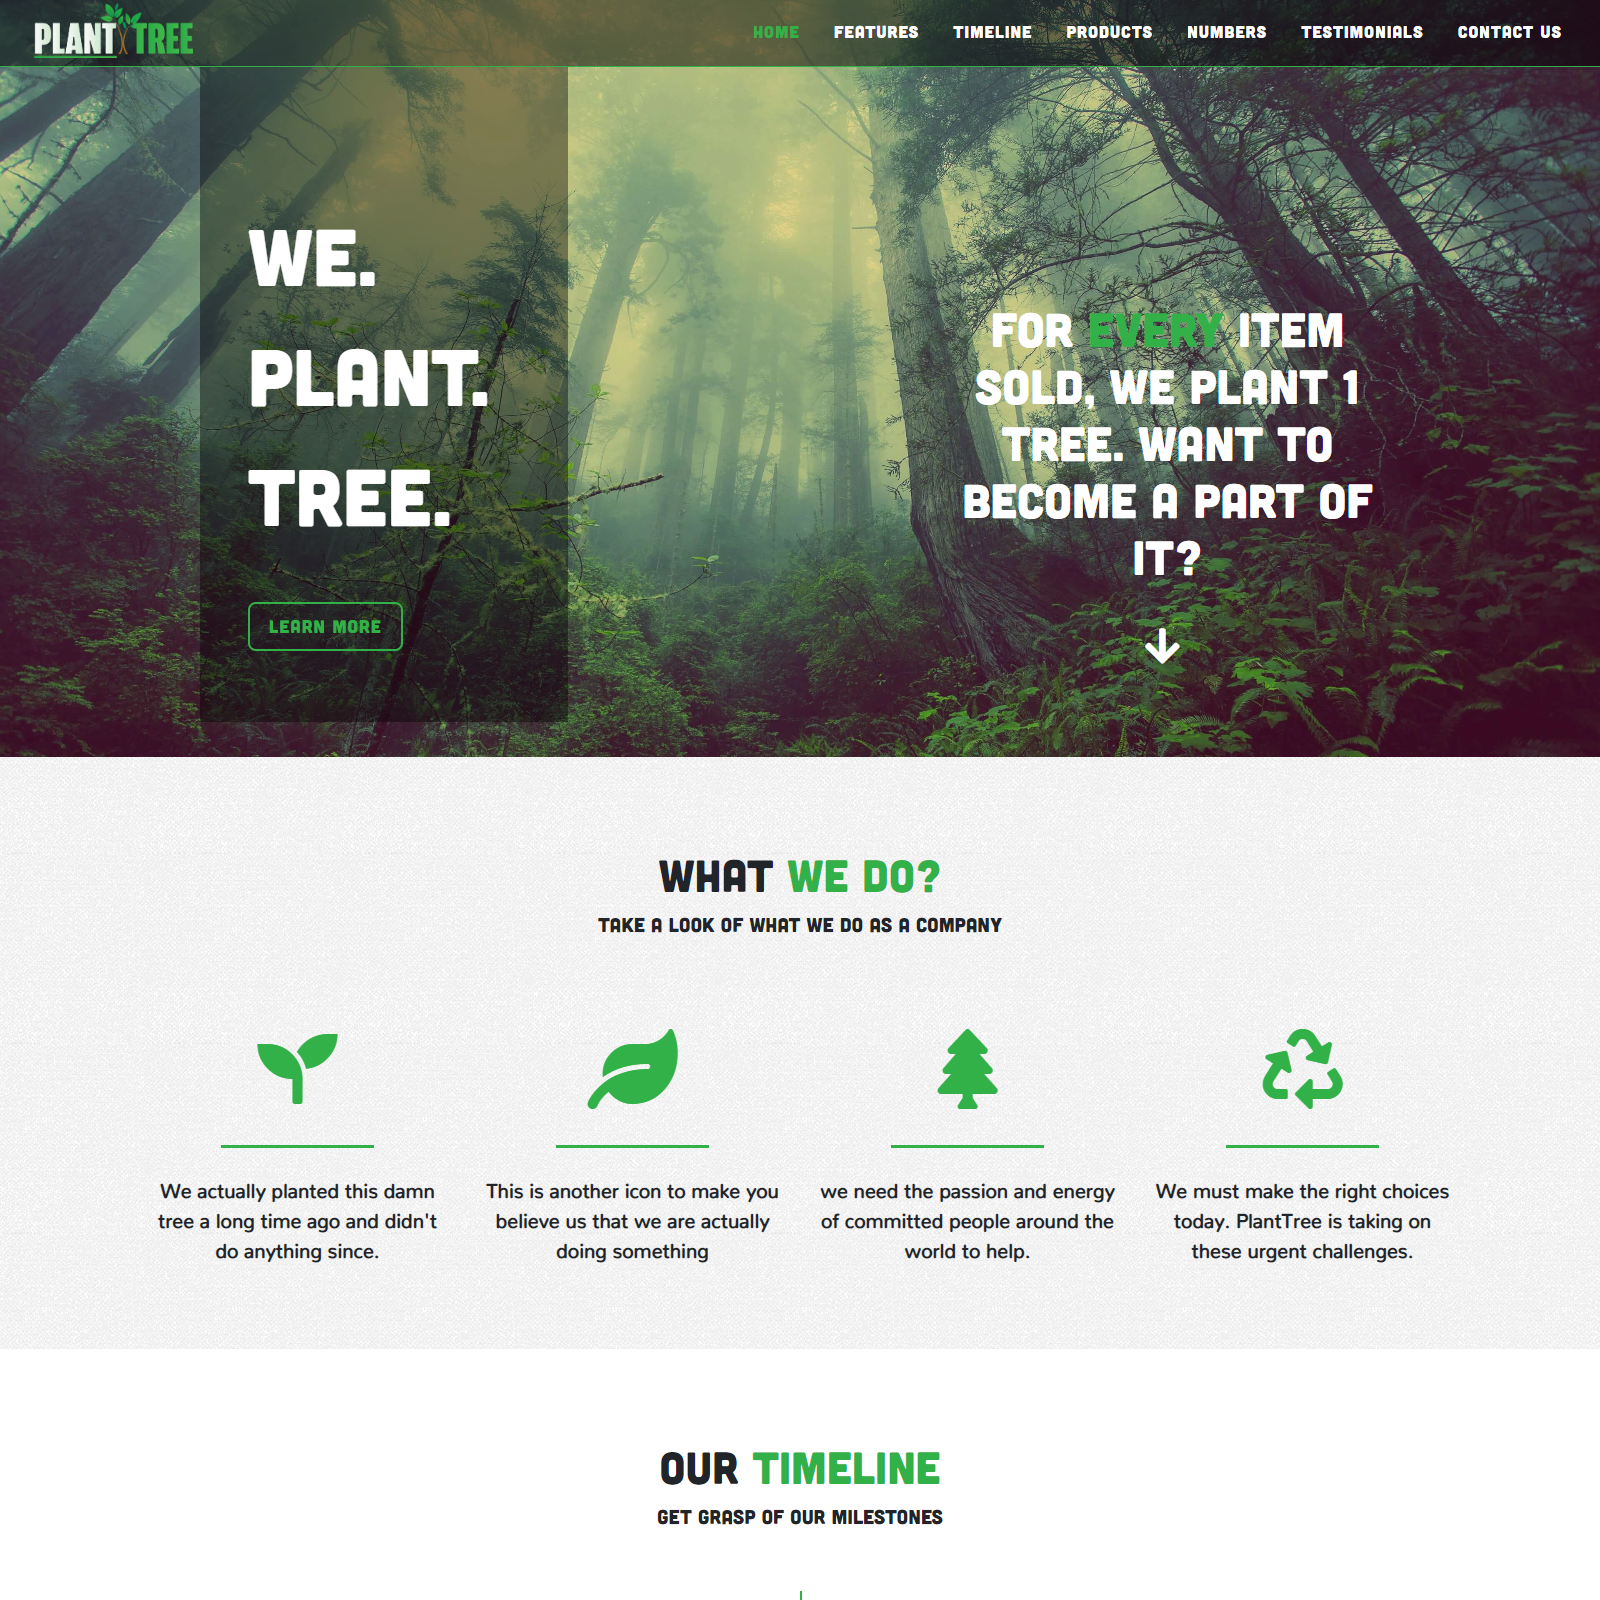 PLANT TREE
HOME FEATURES TIMELINE PRODUCTS NUMBERS TESTIMONIALS CONTACT US
WE.
PLANT.
TREE.
LEARN MORE
FOR EVERY ITEM
SOLD, WE PLANT 1
TREE. WANT TO
BECOME A PART OF
IT?
WHAT WE DO?
TAKE A LOOK OF WHAT WE DO AS A COMPANY
We actually planted this damn
tree a long time ago and didn't
do anything since.
This is another icon to make you
believe us that we are actually
doing something
we need the passion and energy
of committed people around the
world to help.
We must make the right choices
today. PlantTree is taking on
these urgent challenges.
OUR TIMELINE
GET GRASP OF OUR MILESTONES